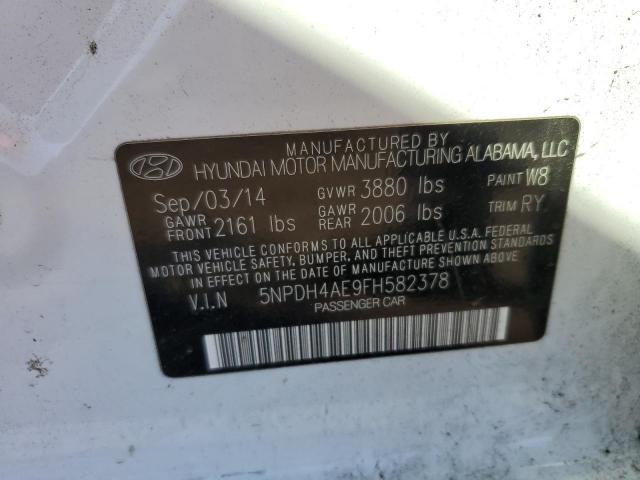 MANUFACTURED BY
HYUNDAI MOTOR MANUFACTURING ALABAMA, LLC
Sep/03/14 GVWR 3880 lbs PAINT W8
GAWR FRONT 2161 lbs GAWR REAR 2006 lbs TRIM RY
THIS VEHICLE CONFORMS TO ALL APPLICABLE U.S.A. FEDERAL
MOTOR VEHICLE SAFETY, BUMPER, AND THEFT PREVENTION STANDARDS
IN EFFECT ON THE DATE OF MANUFACTURE SHOWN ABOVE.
V.I.N 5NPDH4AE9FH582378
PASSENGER CAR